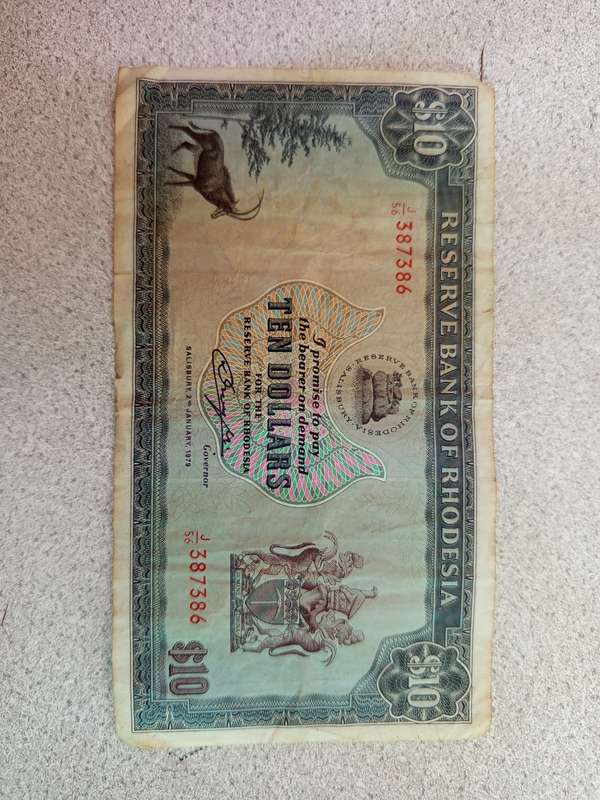 $10
RESERVE BANK OF RHODESIA
$10
J/56 387386
RESERVE BANK OF RHODESIA · SALISBURY ·
I promise to pay
the bearer on demand
TEN DOLLARS
FOR THE
RESERVE BANK OF RHODESIA
Governor
SALISBURY, 2ND JANUARY, 1979
J/56 387386
$10